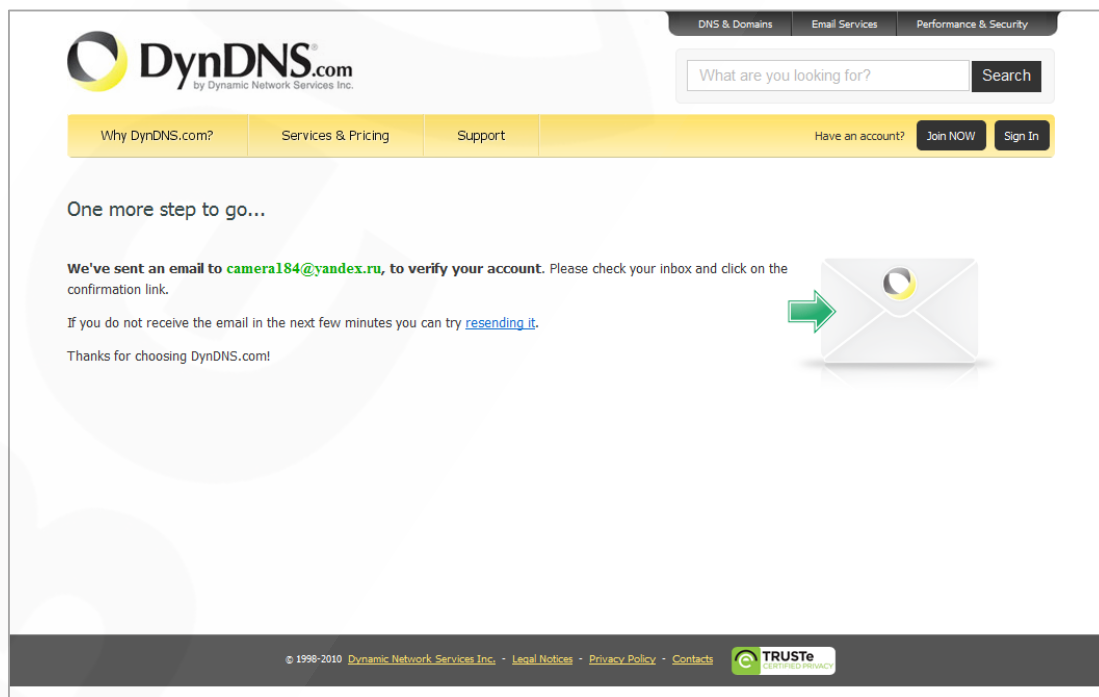 DNS & Domains
Email Services
Performance & Security
DynDNS.com
by Dynamic Network Services Inc.
What are you looking for?
Search
Why DynDNS.com?
Services & Pricing
Support
Have an account?
Join NOW
Sign In
One more step to go...
We've sent an email to camera184@yandex.ru, to verify your account. Please check your inbox and click on the
confirmation link.
If you do not receive the email in the next few minutes you can try resending it.
Thanks for choosing DynDNS.com!
© 1998-2010 Dynamic Network Services Inc. - Legal Notices - Privacy Policy - Contacts
TRUSTe
CERTIFIED PRIVACY